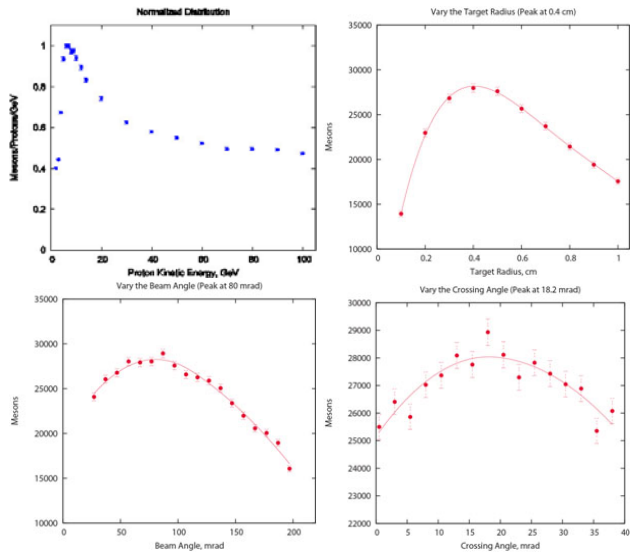 Normalized Distribution
Mesons/Protons/GeV
1
0.8
0.6
0.4
0.2
0
0 20 40 60 80 100
Proton Kinetic Energy, GeV
Vary the Target Radius (Peak at 0.4 cm)
Mesons
35000
30000
25000
20000
15000
10000
0 0.2 0.4 0.6 0.8 1
Target Radius, cm
Vary the Beam Angle (Peak at 80 mrad)
Mesons
35000
30000
25000
20000
15000
10000
0 50 100 150 200
Beam Angle, mrad
Vary the Crossing Angle (Peak at 18.2 mrad)
Mesons
30000
29000
28000
27000
26000
25000
24000
23000
22000
0 5 10 15 20 25 30 35 40
Crossing Angle, mrad